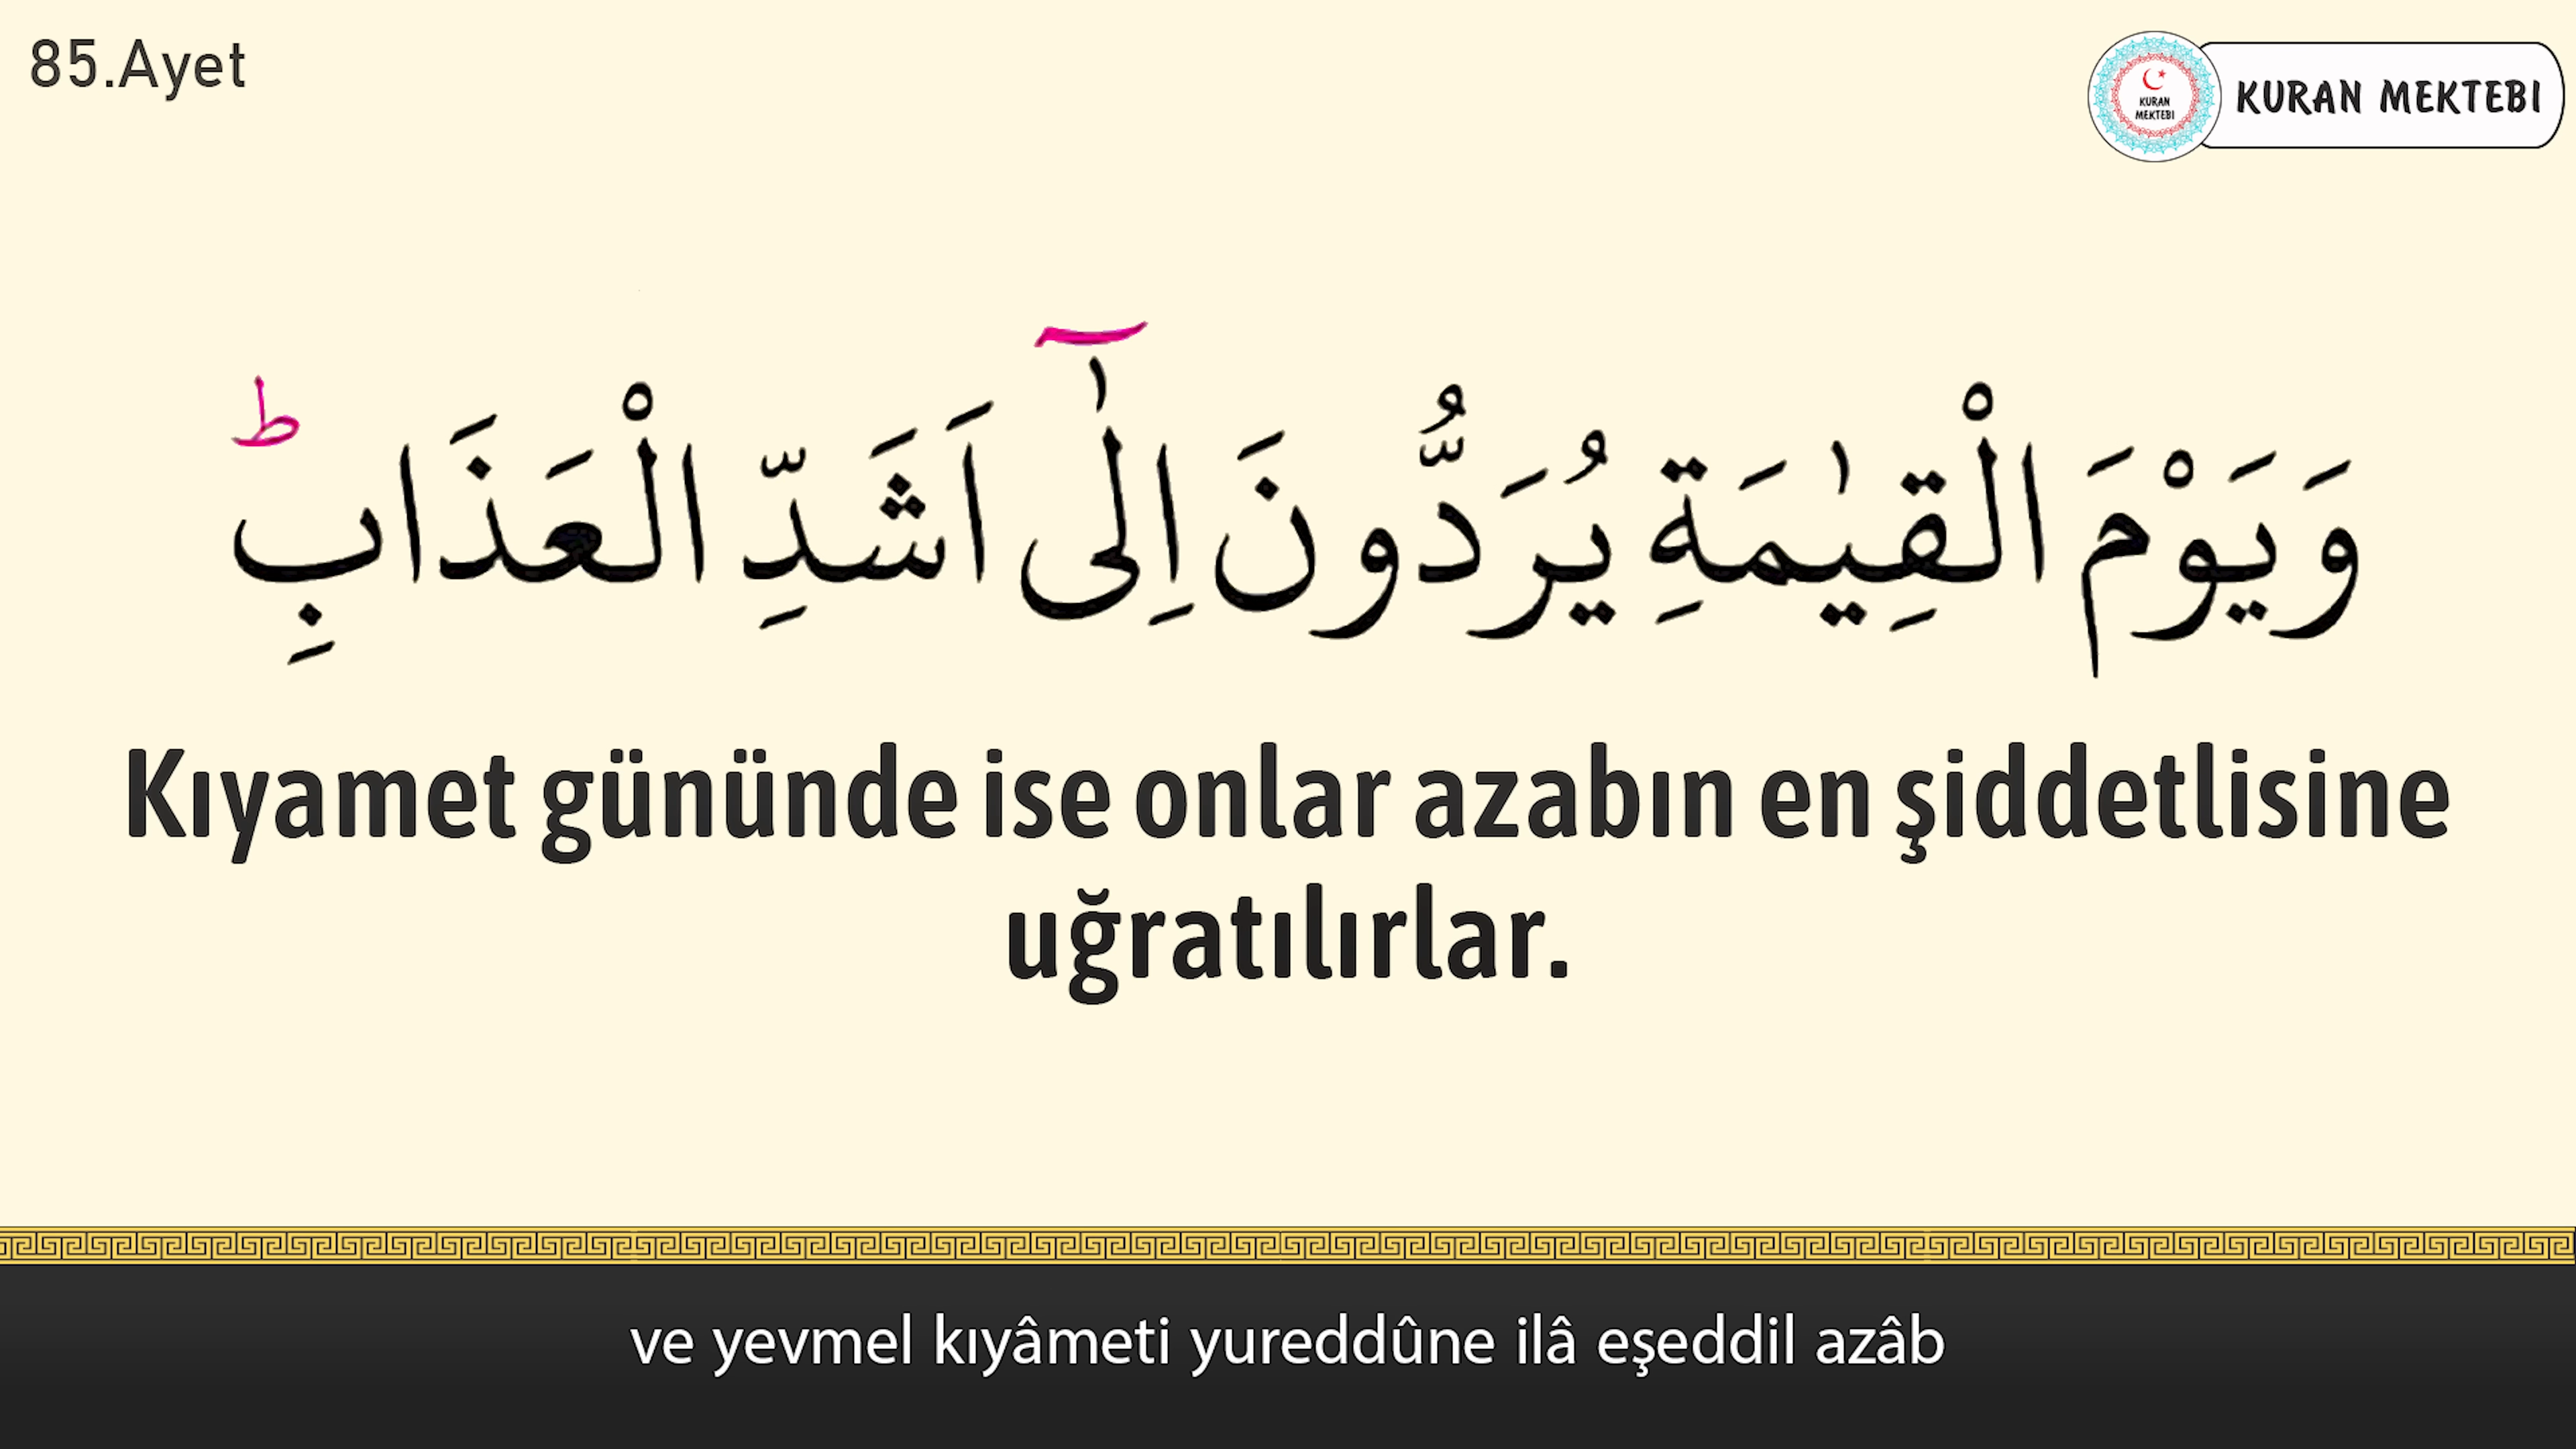 85.Ayet
KURAN MEKTEBI
KURAN
MEKTEBI
وَيَوْمَ الْقِيٰمَةِ يُرَدُّونَ اِلٰٓى اَشَدِّ الْعَذَابِۜ
Kıyamet gününde ise onlar azabın en şiddetlisine
uğratılırlar.
ve yevmel kıyâmeti yureddûne ilâ eşeddil azâb